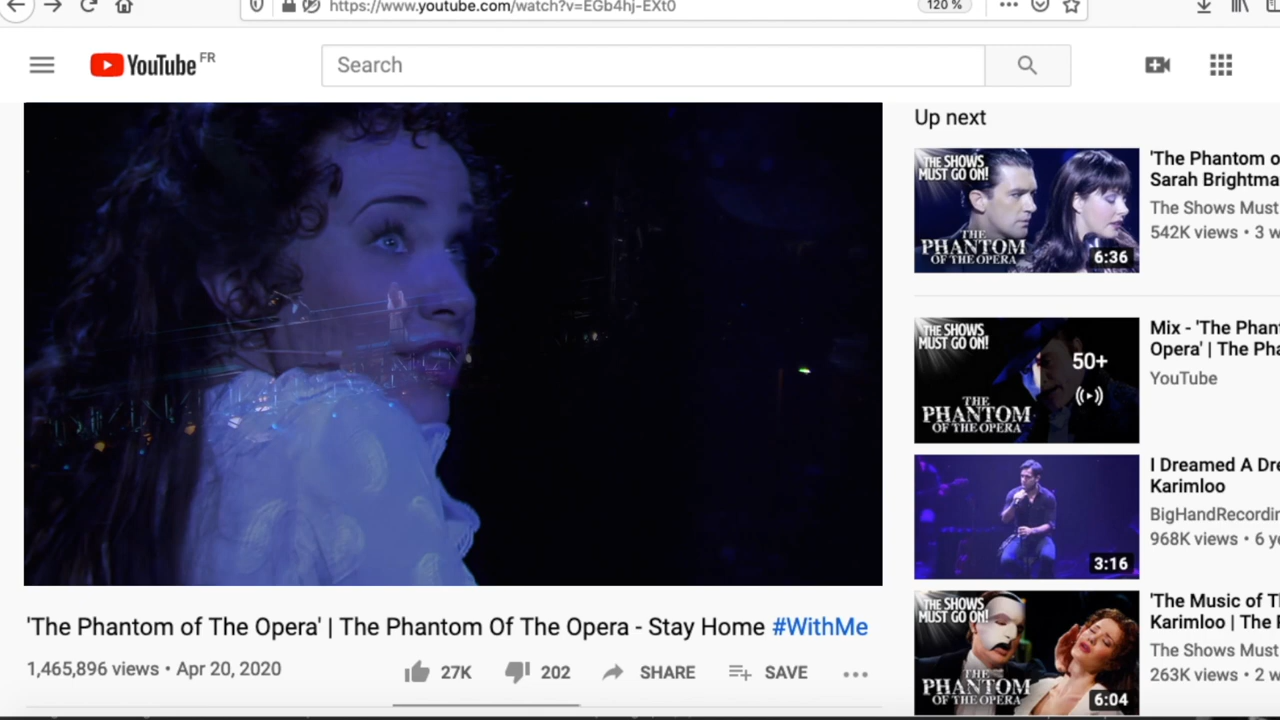 https://www.youtube.com/watch?v=EGb4hj-EXt0
120 %
YouTube FR
Search
Up next
THE SHOWS
MUST GO ON!
THE
PHANTOM
OF THE OPERA
6:36
'The Phantom o
Sarah Brightma
The Shows Must
542K views • 3 w
THE SHOWS
MUST GO ON!
THE
PHANTOM
OF THE OPERA
50+
Mix - 'The Phan
Opera' | The Pha
YouTube
3:16
I Dreamed A Dre
Karimloo
BigHandRecordin
968K views • 6 ye
THE SHOWS
MUST GO ON!
THE
PHANTOM
OF THE OPERA
6:04
'The Music of T
Karimloo | The P
The Shows Must
263K views • 2 w
'The Phantom of The Opera' | The Phantom Of The Opera - Stay Home #WithMe
1,465,896 views • Apr 20, 2020
27K
202
SHARE
SAVE